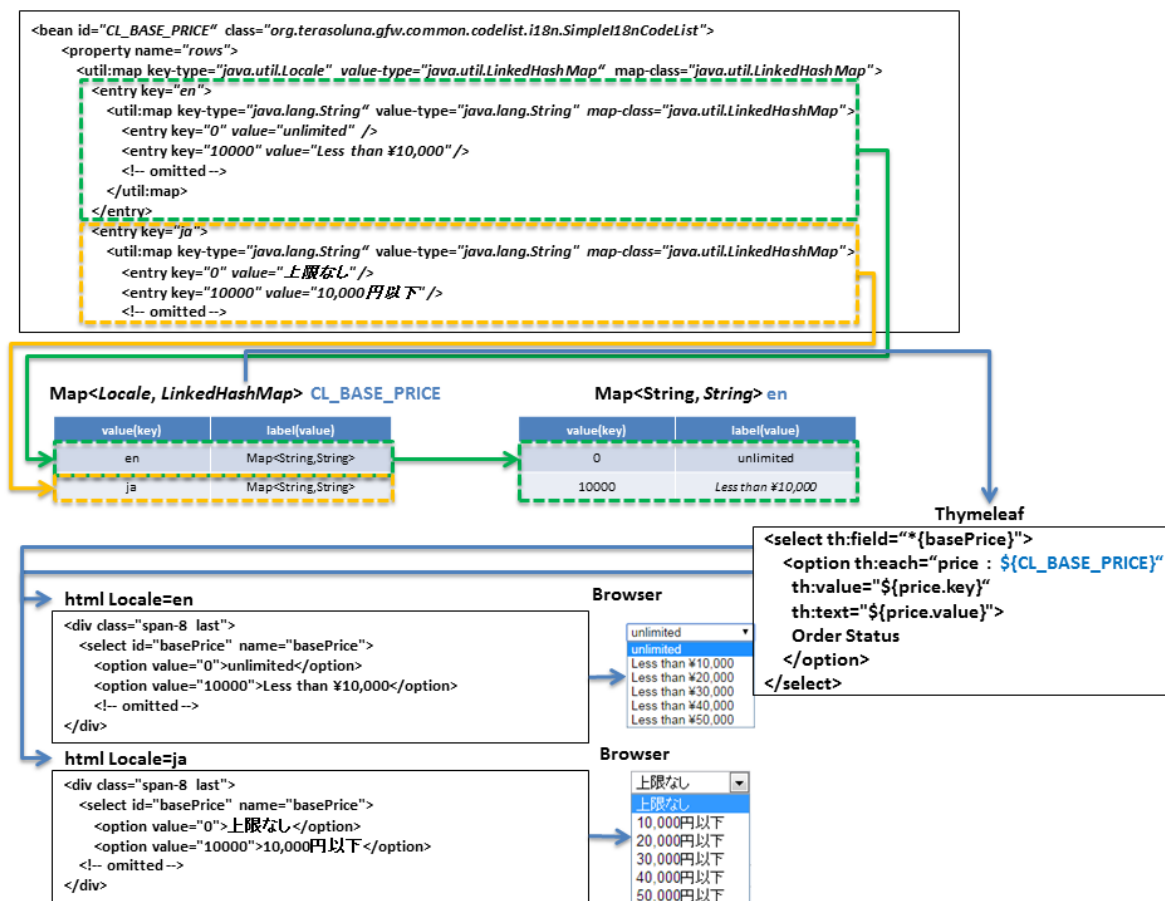 <bean id="CL_BASE_PRICE“ class="org.terasoluna.gfw.common.codelist.i18n.SimpleI18nCodeList">
<property name="rows">
<util:map key-type="java.util.Locale" value-type="java.util.LinkedHashMap“ map-class="java.util.LinkedHashMap">
<entry key="en">
<util:map key-type="java.lang.String“ value-type="java.lang.String" map-class="java.util.LinkedHashMap">
<entry key="0" value="unlimited" />
<entry key="10000" value="Less than ¥10,000"/>
<!-- omitted -->
</util:map>
</entry>
<entry key="ja">
<util:map key-type="java.lang.String“ value-type="java.lang.String" map-class="java.util.LinkedHashMap">
<entry key="0" value="上限なし"/>
<entry key="10000" value="10,000円以下"/>
<!-- omitted -->
Map<Locale, LinkedHashMap> CL_BASE_PRICE
value(key) label(value)
en Map<String,String>
ja Map<String,String>
Map<String, String> en
value(key) label(value)
0 unlimited
10000 Less than ¥10,000
Thymeleaf
<select th:field=“*{basePrice}">
<option th:each=“price : ${CL_BASE_PRICE}“
th:value="${price.key}“
th:text="${price.value}">
Order Status
</option>
</select>
html Locale=en
<div class="span-8 last">
<select id="basePrice" name="basePrice">
<option value="0">unlimited</option>
<option value="10000">Less than ¥10,000</option>
<!-- omitted -->
</div>
Browser
unlimited
unlimited
Less than ¥10,000
Less than ¥20,000
Less than ¥30,000
Less than ¥40,000
Less than ¥50,000
html Locale=ja
<div class="span-8 last">
<select id="basePrice" name="basePrice">
<option value="0">上限なし</option>
<option value="10000">10,000円以下</option>
<!-- omitted -->
</div>
Browser
上限なし
上限なし
10,000円以下
20,000円以下
30,000円以下
40,000円以下
50,000円以下